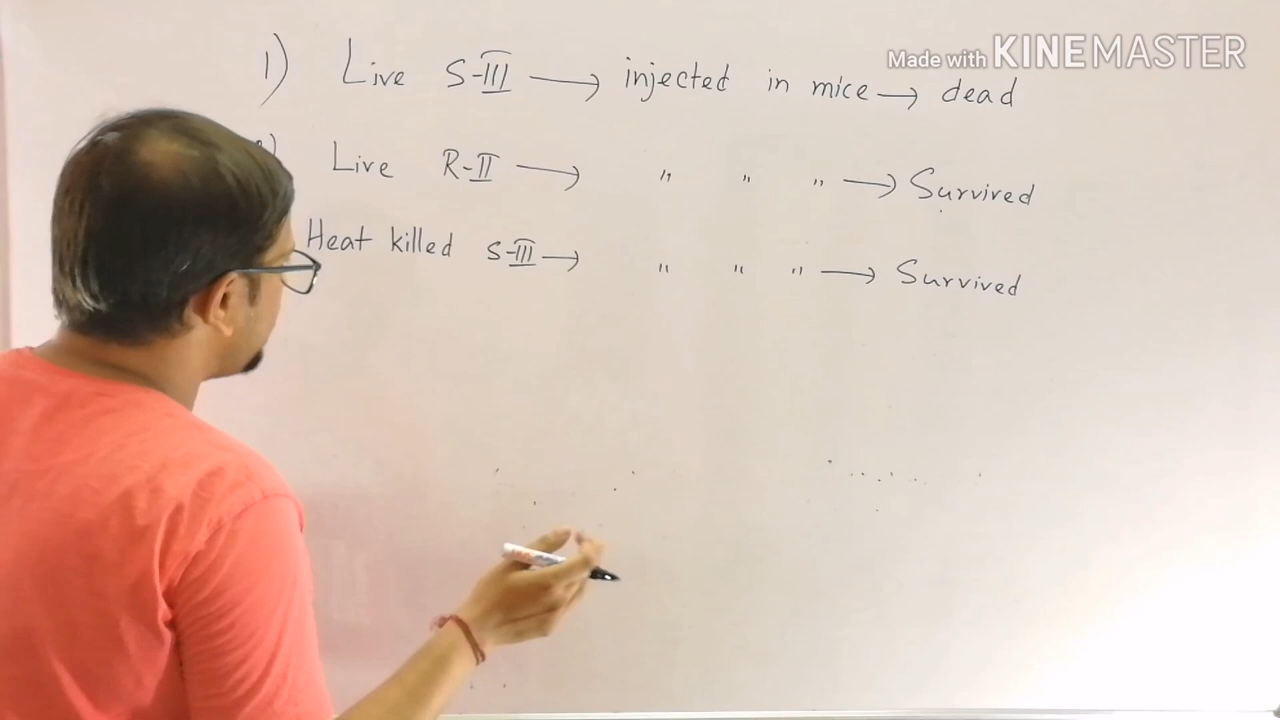 Made with KINEMASTER
1) Live S-III → injected in mice → dead
Live R-II → " " " → Survived
Heat killed S-III → " " " → Survived